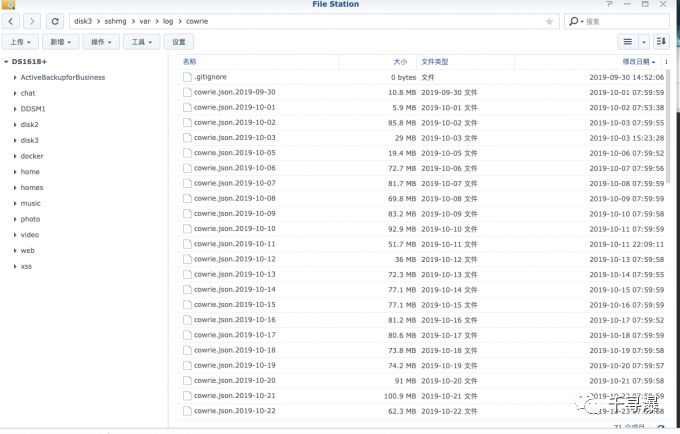 File Station
disk3 sshmg var log cowrie
搜索
上传 新增 操作 工具 设置
DS1618+
ActiveBackupforBusiness
chat
DDSM1
disk2
disk3
docker
home
homes
music
photo
video
web
xss
名称 大小 文件类型 修改日期
.gitignore 0 bytes 文件 2019-09-30 14:52:06
cowrie.json.2019-09-30 10.8 MB 2019-09-30 文件 2019-10-01 07:59:59
cowrie.json.2019-10-01 5.9 MB 2019-10-01 文件 2019-10-02 07:53:38
cowrie.json.2019-10-02 85.8 MB 2019-10-02 文件 2019-10-03 07:59:55
cowrie.json.2019-10-03 29 MB 2019-10-03 文件 2019-10-03 15:23:28
cowrie.json.2019-10-05 19.4 MB 2019-10-05 文件 2019-10-06 07:59:52
cowrie.json.2019-10-06 72.7 MB 2019-10-06 文件 2019-10-07 07:59:56
cowrie.json.2019-10-07 81.7 MB 2019-10-07 文件 2019-10-08 07:59:59
cowrie.json.2019-10-08 69.8 MB 2019-10-08 文件 2019-10-09 07:59:59
cowrie.json.2019-10-09 83.2 MB 2019-10-09 文件 2019-10-10 07:59:58
cowrie.json.2019-10-10 92.9 MB 2019-10-10 文件 2019-10-11 07:59:59
cowrie.json.2019-10-11 51.7 MB 2019-10-11 文件 2019-10-11 22:09:11
cowrie.json.2019-10-12 36 MB 2019-10-12 文件 2019-10-13 07:59:58
cowrie.json.2019-10-13 72.3 MB 2019-10-13 文件 2019-10-14 07:59:55
cowrie.json.2019-10-14 77.1 MB 2019-10-14 文件 2019-10-15 07:59:59
cowrie.json.2019-10-15 77.1 MB 2019-10-15 文件 2019-10-16 07:59:59
cowrie.json.2019-10-16 81.2 MB 2019-10-16 文件 2019-10-17 07:59:52
cowrie.json.2019-10-17 80.6 MB 2019-10-17 文件 2019-10-18 07:59:59
cowrie.json.2019-10-18 73.8 MB 2019-10-18 文件 2019-10-19 07:59:58
cowrie.json.2019-10-19 74.2 MB 2019-10-19 文件 2019-10-20 07:59:57
cowrie.json.2019-10-20 91 MB 2019-10-20 文件 2019-10-21 07:59:58
cowrie.json.2019-10-21 100.9 MB 2019-10-21 文件 2019-10-22 07:59:59
cowrie.json.2019-10-22 62.3 MB 2019-10-22 文件 2019-10-23 07:59:58
71 个项目